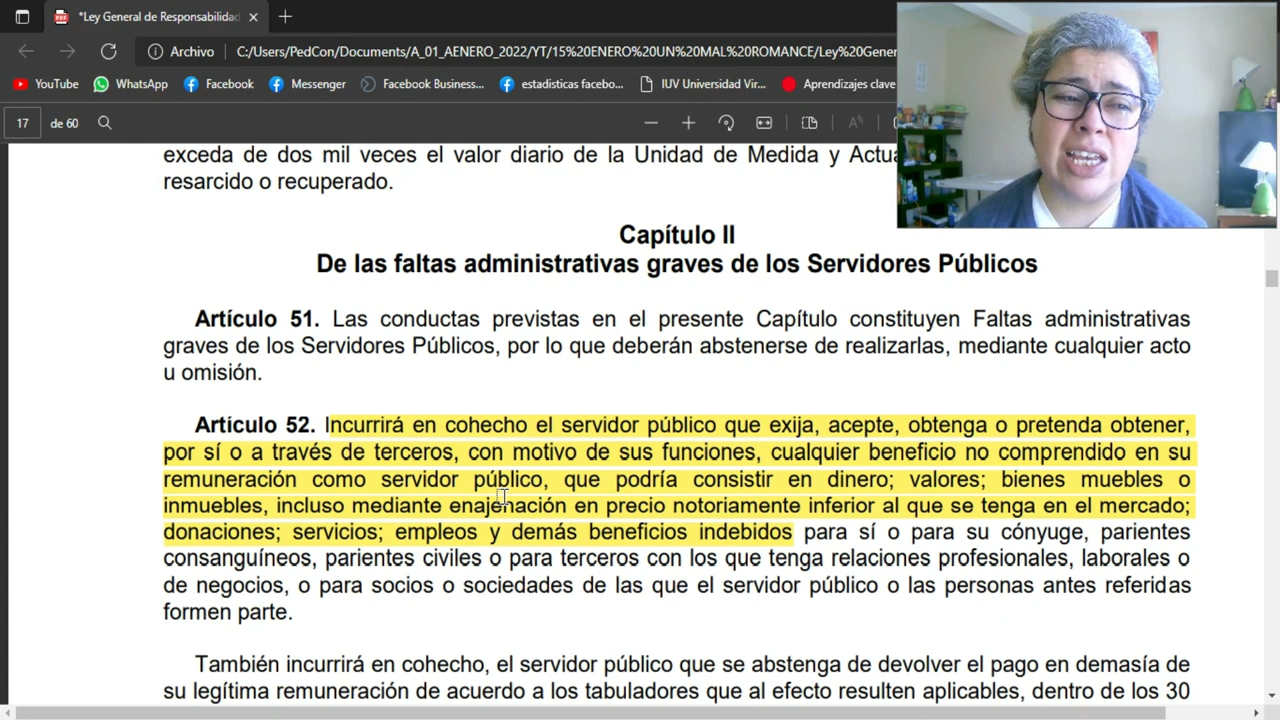 *Ley General de Responsabilidad
Archivo
C:/Users/PedCon/Documents/A_01_AENERO_2022/YT/15%20ENERO%20UN%20MAL%20ROMANCE/Ley%20Gener
YouTube
WhatsApp
Facebook
Messenger
Facebook Business...
estadisticas facebo...
IUV Universidad Vir...
Aprendizajes clave
17 de 60
exceda de dos mil veces el valor diario de la Unidad de Medida y Actua
resarcido o recuperado.
Capítulo II
De las faltas administrativas graves de los Servidores Públicos
Artículo 51. Las conductas previstas en el presente Capítulo constituyen Faltas administrativas
graves de los Servidores Públicos, por lo que deberán abstenerse de realizarlas, mediante cualquier acto
u omisión.
Artículo 52. Incurrirá en cohecho el servidor público que exija, acepte, obtenga o pretenda obtener,
por sí o a través de terceros, con motivo de sus funciones, cualquier beneficio no comprendido en su
remuneración como servidor público, que podría consistir en dinero; valores; bienes muebles o
inmuebles, incluso mediante enajenación en precio notoriamente inferior al que se tenga en el mercado;
donaciones; servicios; empleos y demás beneficios indebidos para sí o para su cónyuge, parientes
consanguíneos, parientes civiles o para terceros con los que tenga relaciones profesionales, laborales o
de negocios, o para socios o sociedades de las que el servidor público o las personas antes referidas
formen parte.
También incurrirá en cohecho, el servidor público que se abstenga de devolver el pago en demasía de
su legítima remuneración de acuerdo a los tabuladores que al efecto resulten aplicables, dentro de los 30